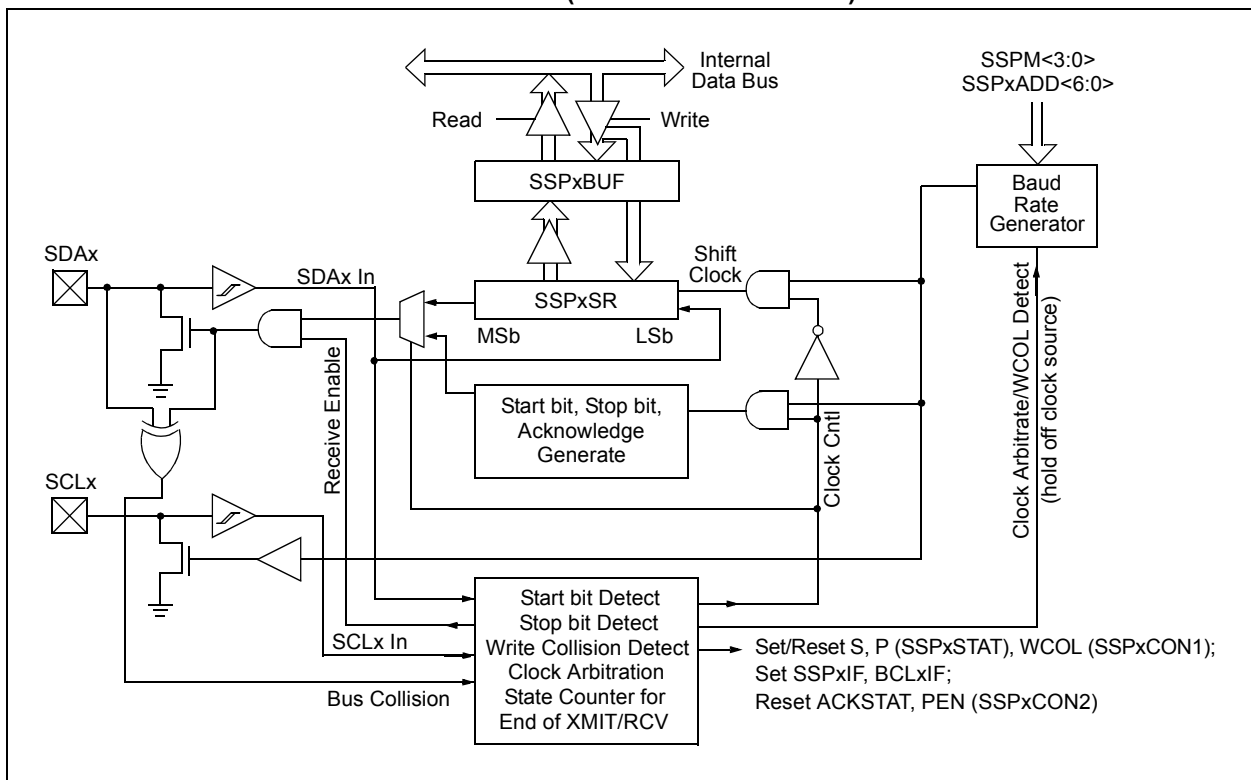 Internal
Data Bus
SSPM<3:0>
SSPxADD<6:0>
Read
Write
SSPxBUF
Baud
Rate
Generator
SDAx
SDAx In
Shift
Clock
SSPxSR
MSb
LSb
Receive Enable
Start bit, Stop bit,
Acknowledge
Generate
Clock Cntl
Clock Arbitrate/WCOL Detect
(hold off clock source)
SCLx
SCLx In
Bus Collision
Start bit Detect
Stop bit Detect
Write Collision Detect
Clock Arbitration
State Counter for
End of XMIT/RCV
Set/Reset S, P (SSPxSTAT), WCOL (SSPxCON1);
Set SSPxIF, BCLxIF;
Reset ACKSTAT, PEN (SSPxCON2)